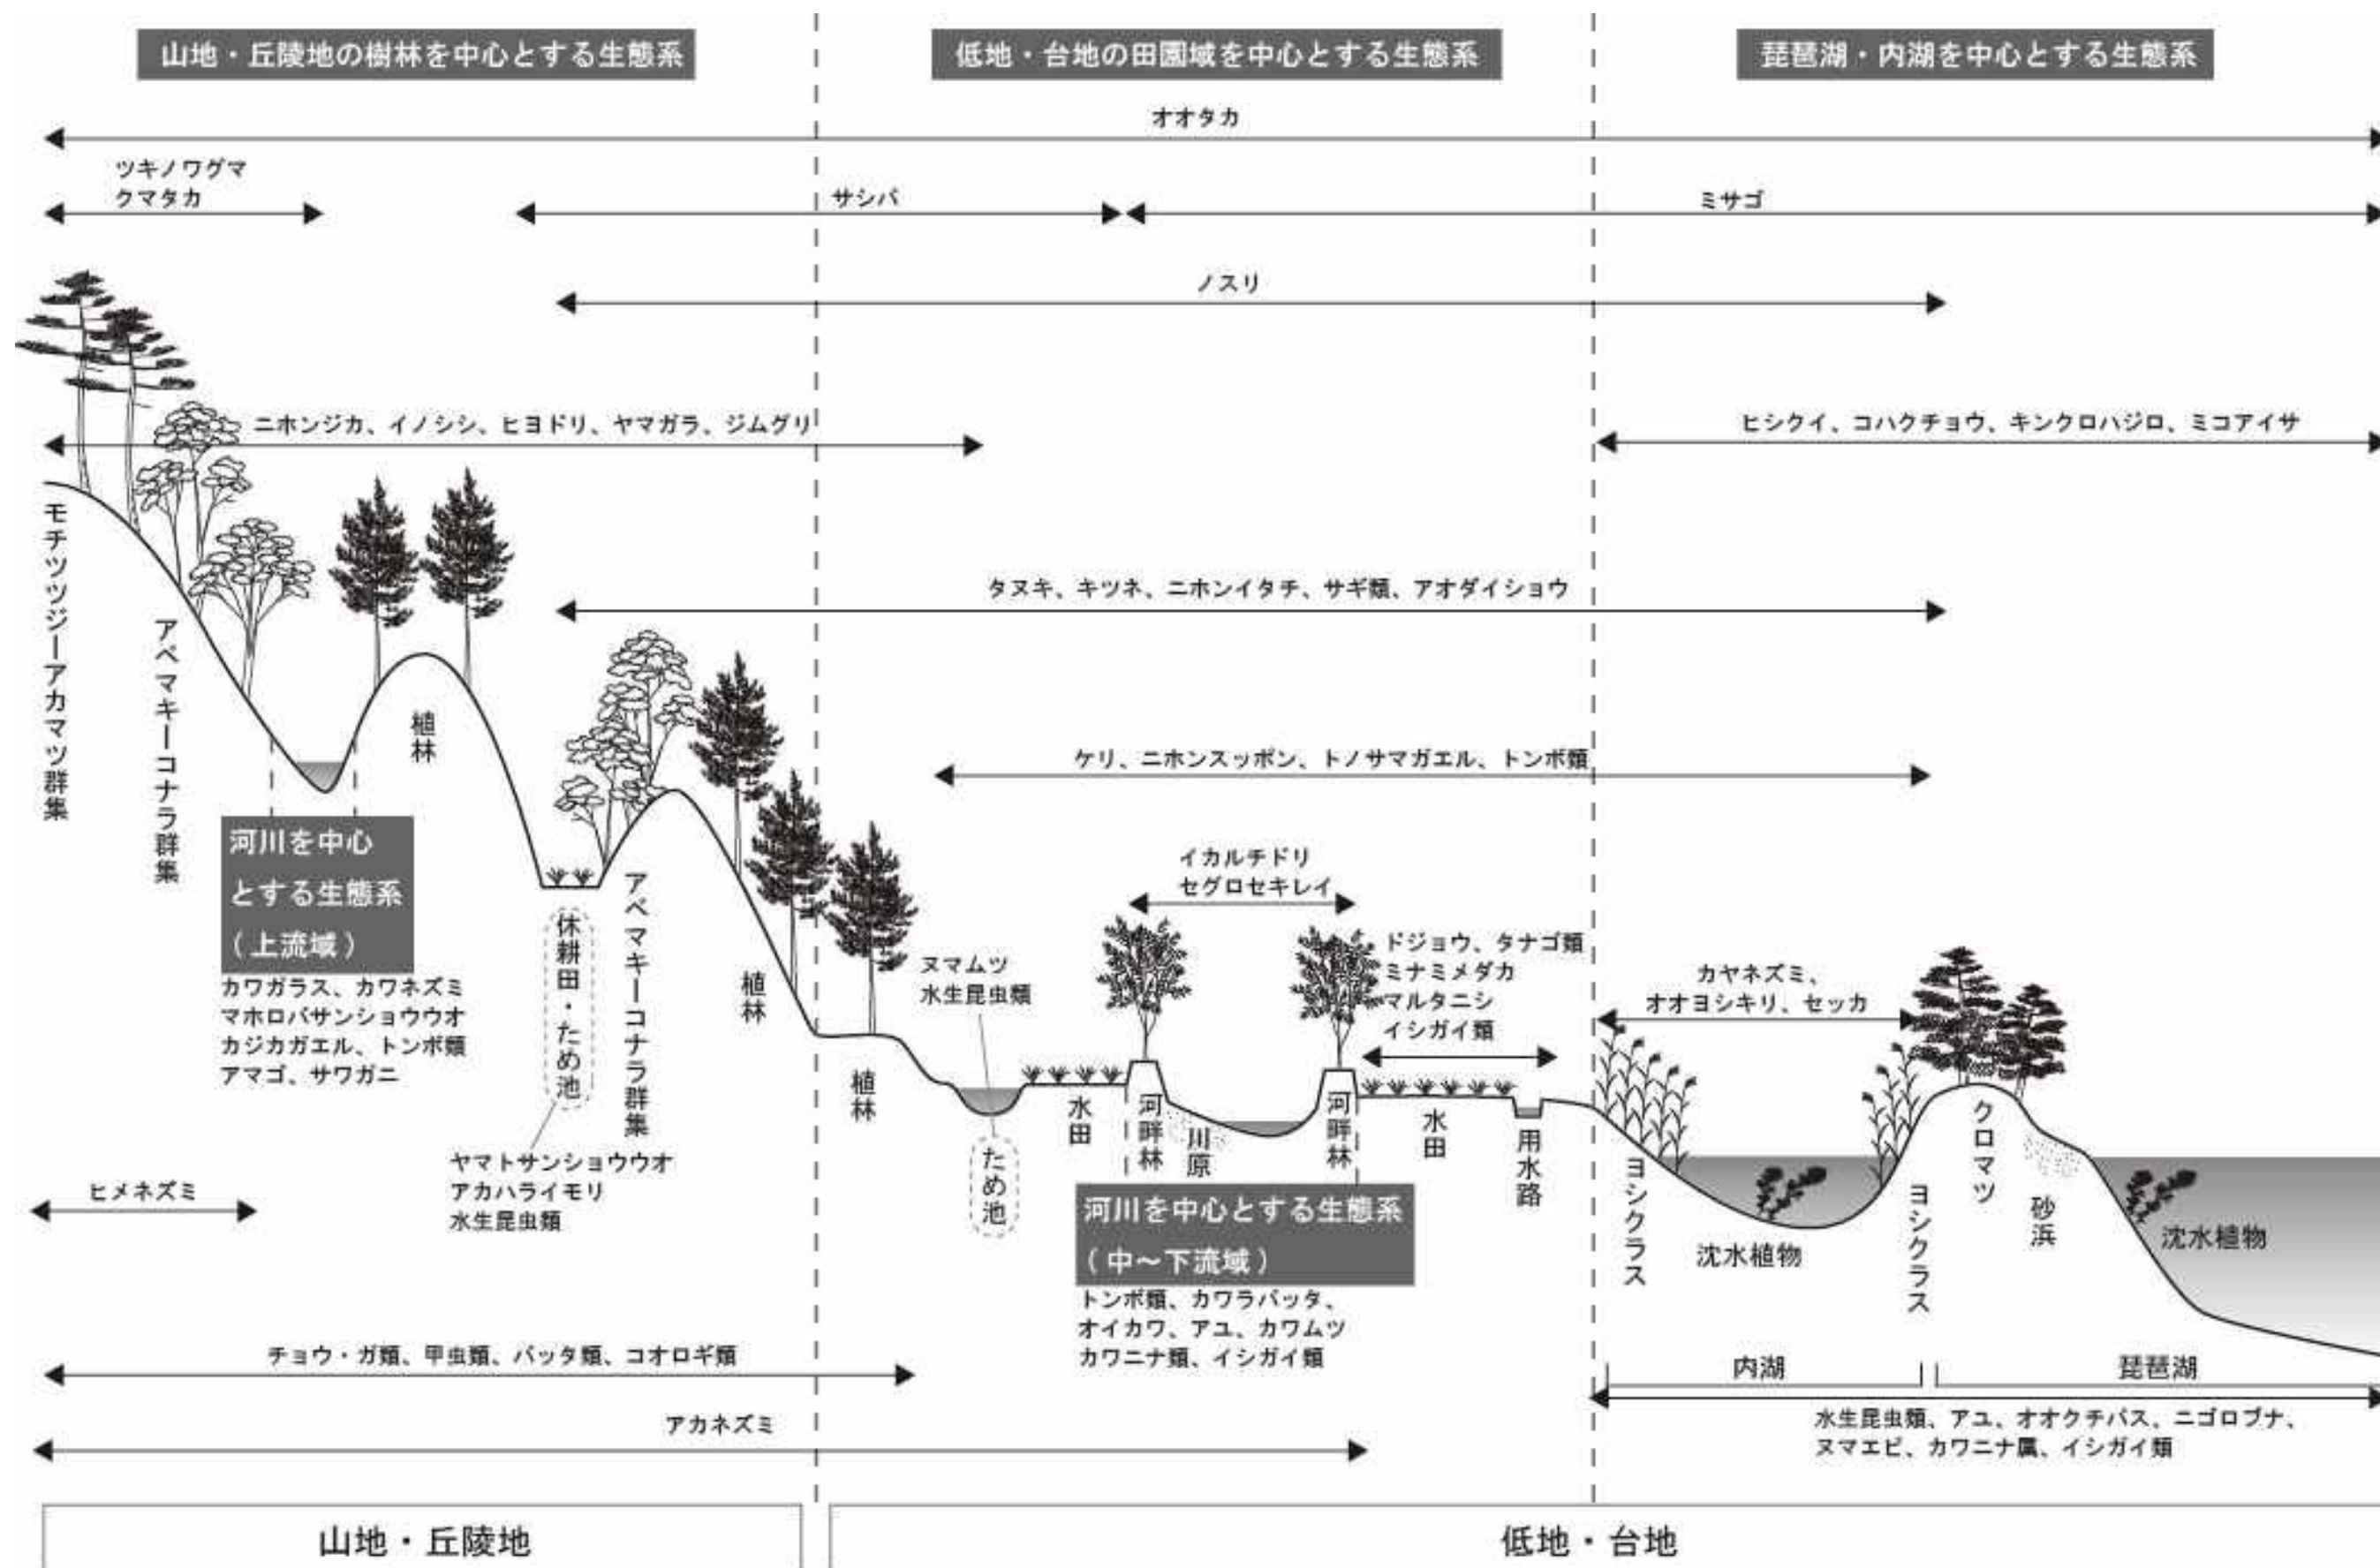 山地・丘陵地の樹林を中心とする生態系
低地・台地の田園域を中心とする生態系
琵琶湖・内湖を中心とする生態系
オオタカ
ツキノワグマ
クマタカ
サシバ
ミサゴ
ノスリ
ニホンジカ、イノシシ、ヒヨドリ、ヤマガラ、ジムグリ
ヒシクイ、コハクチョウ、キンクロハジロ、ミコアイサ
モチツツジーアカマツ群集
アベマキーコナラ群集
植林
タヌキ、キツネ、ニホンイタチ、サギ類、アオダイショウ
ケリ、ニホンスッポン、トノサマガエル、トンボ類
河川を中心
とする生態系
(上流域)
カワガラス、カワネズミ
マホロバサンショウウオ
カジカガエル、トンボ類
アマゴ、サワガニ
休耕田・ため池
アベマキーコナラ群集
植林
植林
ヤマトサンショウウオ
アカハライモリ
水生昆虫類
ヒメネズミ
ヌマムツ
水生昆虫類
ため池
水田
イカルチドリ
セグロセキレイ
河畔林
川原
河畔林
ドジョウ、タナゴ類
ミナミメダカ
マルタニシ
イシガイ類
水田
用水路
河川を中心とする生態系
(中～下流域)
トンボ類、カワラバッタ、
オイカワ、アユ、カワムツ
カワニナ類、イシガイ類
カヤネズミ、
オオヨシキリ、セッカ
ヨシクラス
沈水植物
ヨシクラス
クロマツ
砂浜
沈水植物
内湖
琵琶湖
水生昆虫類、アユ、オオクチバス、ニゴロブナ、
ヌマエビ、カワニナ属、イシガイ類
チョウ・ガ類、甲虫類、バッタ類、コオロギ類
アカネズミ
山地・丘陵地
低地・台地